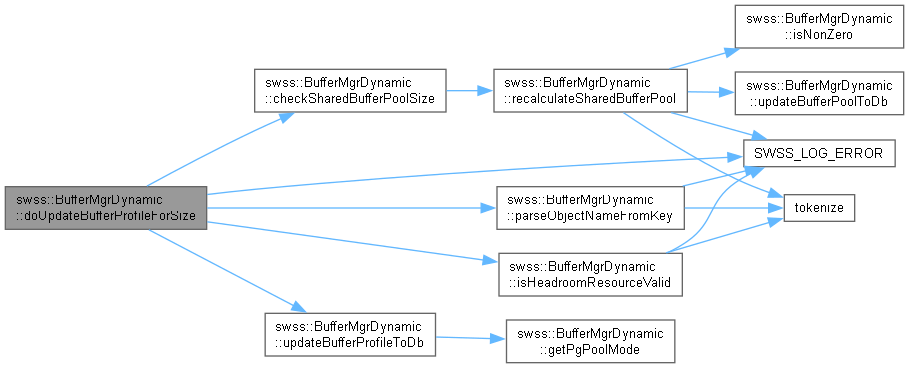 swss::BufferMgrDynamic
::doUpdateBufferProfileForSize
swss::BufferMgrDynamic
::checkSharedBufferPoolSize
swss::BufferMgrDynamic
::recalculateSharedBufferPool
swss::BufferMgrDynamic
::isNonZero
swss::BufferMgrDynamic
::updateBufferPoolToDb
SWSS_LOG_ERROR
tokenize
swss::BufferMgrDynamic
::parseObjectNameFromKey
swss::BufferMgrDynamic
::isHeadroomResourceValid
swss::BufferMgrDynamic
::updateBufferProfileToDb
swss::BufferMgrDynamic
::getPgPoolMode